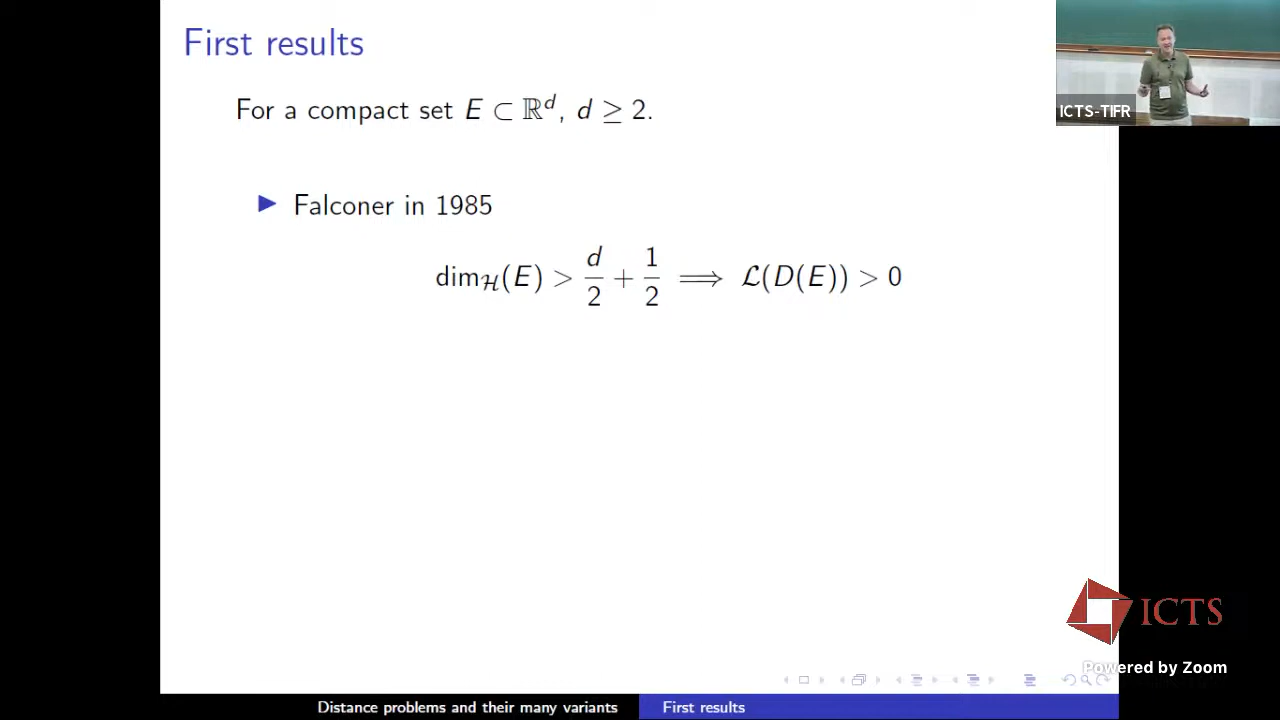 First results
For a compact set E ⊂ ℝᵈ, d ≥ 2.
▶ Falconer in 1985
dim_ℋ(E) > d/2 + 1/2 ⟹ ℒ(D(E)) > 0
ICTS-TIFR
ICTS
Powered by Zoom
Distance problems and their many variants
First results